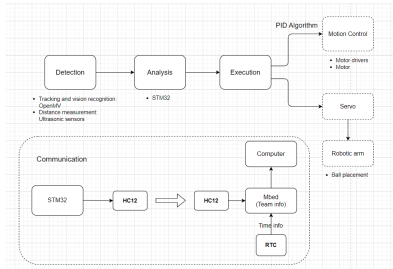 PID Algorithm
Motion Control
Detection
Analysis
Execution
• Motor drivers
• Motor
• Tracking and vision recognition
OpenMV
• Distance measurement
Ultrasonic sensors
• STM32
Servo
Communication
Computer
Robotic arm
• Ball placement
STM32
HC12
HC12
Mbed
(Team info)
Time info
RTC